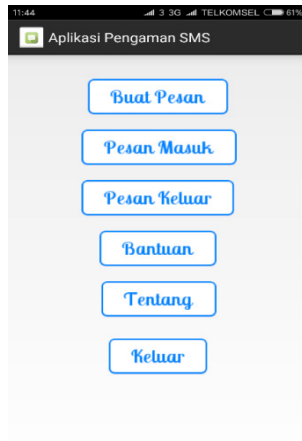 11:44 3 3G TELKOMSEL 61%
Aplikasi Pengaman SMS
Buat Pesan
Pesan Masuk
Pesan Keluar
Bantuan
Tentang
Keluar